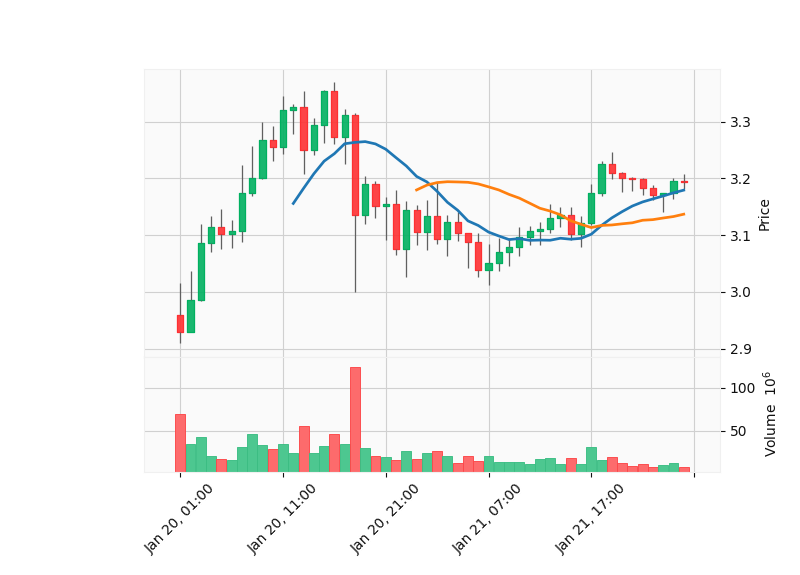 3.3
3.2
3.1
3.0
2.9
Price
100
50
Volume 10^6
Jan 20, 01:00
Jan 20, 11:00
Jan 20, 21:00
Jan 21, 07:00
Jan 21, 17:00